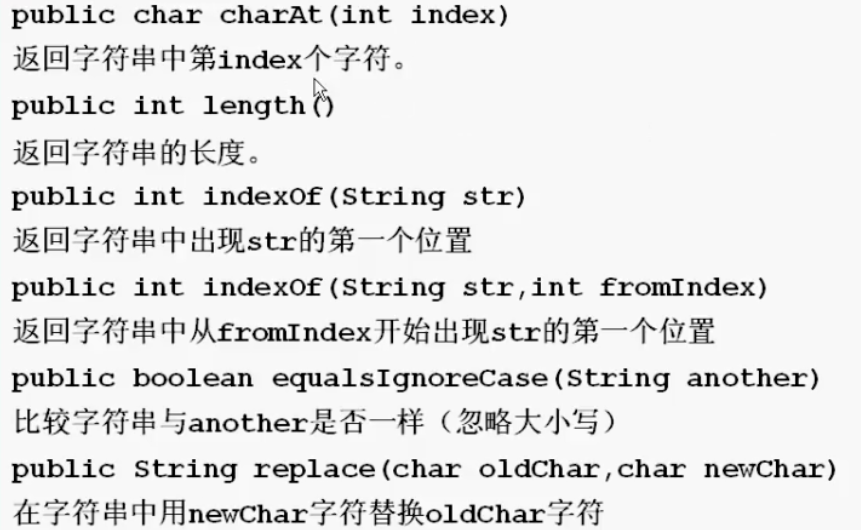 public char charAt(int index)
返回字符串中第index个字符。
public int length()
返回字符串的长度。
public int indexOf(String str)
返回字符串中出现str的第一个位置
public int indexOf(String str,int fromIndex)
返回字符串中从fromIndex开始出现str的第一个位置
public boolean equalsIgnoreCase(String another)
比较字符串与another是否一样（忽略大小写）
public String replace(char oldChar,char newChar)
在字符串中用newChar字符替换oldChar字符